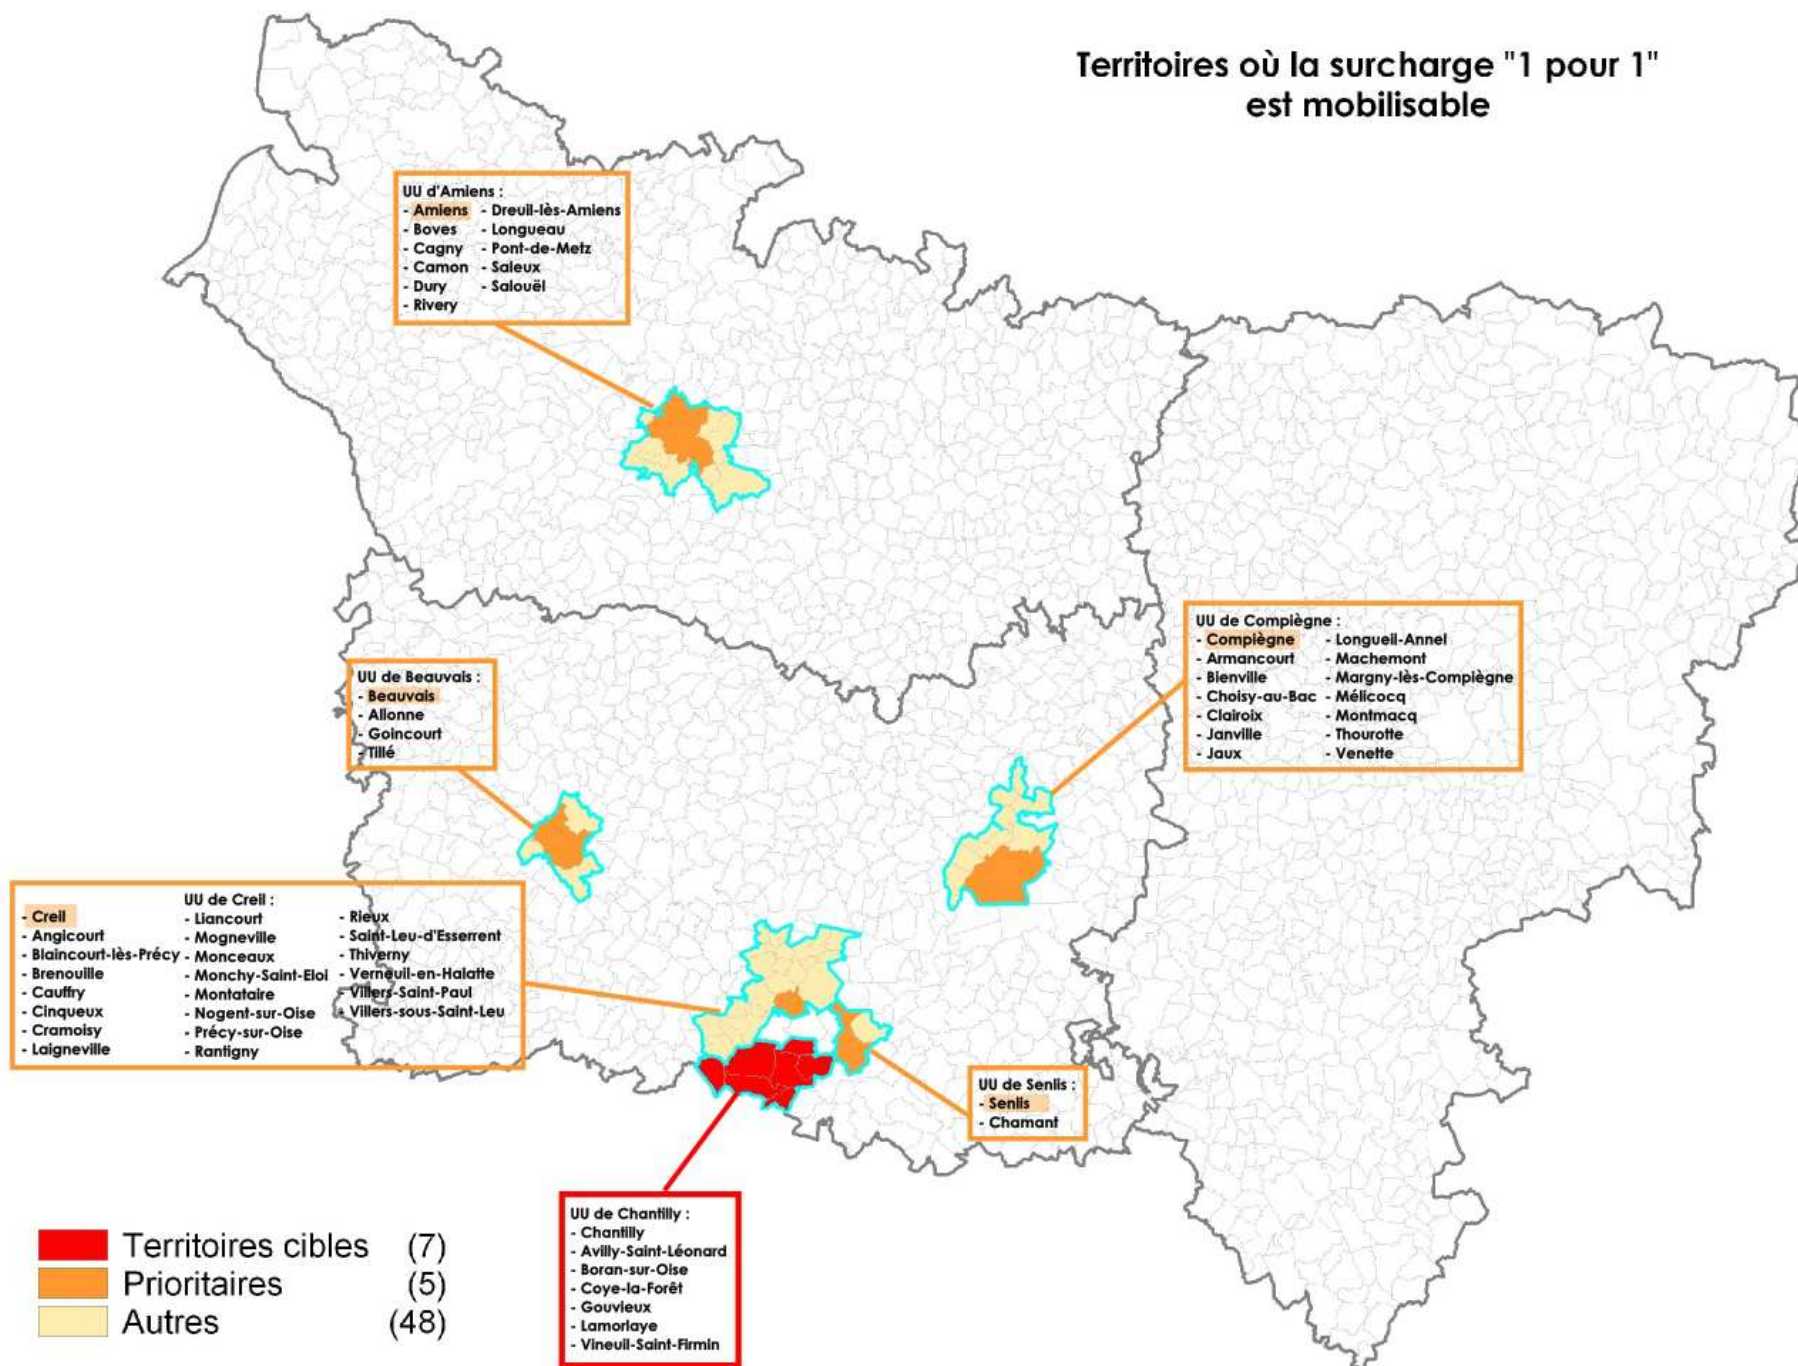 Territoires où la surcharge "1 pour 1"
est mobilisable
UU d'Amiens :
- Amiens - Dreuil-lès-Amiens
- Boves - Longueau
- Cagny - Pont-de-Metz
- Camon - Saleux
- Dury - Salouël
- Rivery
UU de Compiègne :
- Compiègne - Longueil-Annel
- Armancourt - Machemont
- Bienville - Margny-lès-Compiègne
- Choisy-au-Bac - Mélicocq
- Clairoix - Montmacq
- Janville - Thourotte
- Jaux - Venette
UU de Beauvais :
- Beauvais
- Allonne
- Goincourt
- Tillé
UU de Creil :
- Creil - Liancourt - Rieux
- Angicourt - Mogneville - Saint-Leu-d'Esserent
- Blaincourt-lès-Précy - Monceaux - Thiverny
- Brenouille - Monchy-Saint-Eloi - Verneuil-en-Halatte
- Cauffry - Montataire - Villers-Saint-Paul
- Cinqueux - Nogent-sur-Oise - Villers-sous-Saint-Leu
- Cramoisy - Précy-sur-Oise
- Laigneville - Rantigny
UU de Senlis :
- Senlis
- Chamant
UU de Chantilly :
- Chantilly
- Avilly-Saint-Léonard
- Boran-sur-Oise
- Coye-la-Forêt
- Gouvieux
- Lamorlaye
- Vineuil-Saint-Firmin
Territoires cibles (7)
Prioritaires (5)
Autres (48)